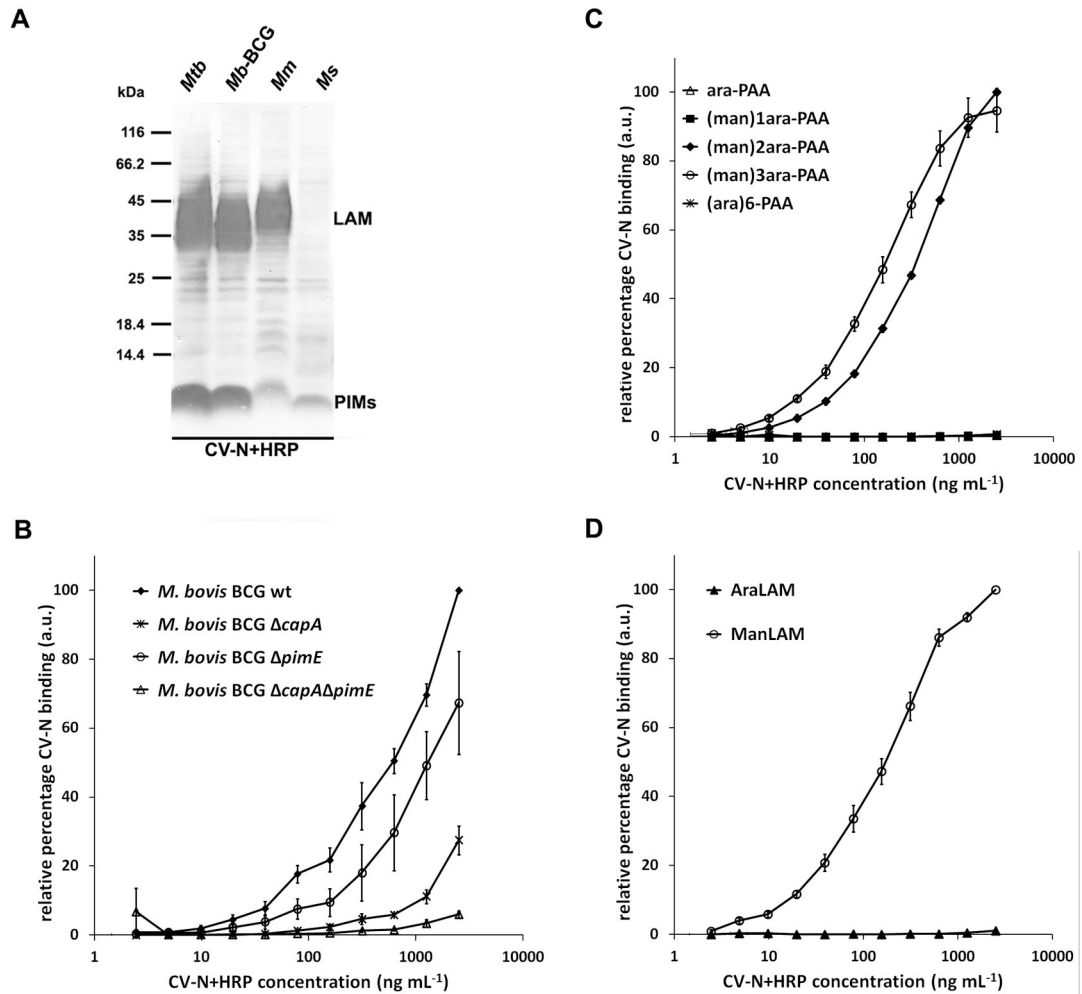 A
Mtb
Mb-BCG
Mm
Ms
kDa
116
66.2
45
35
25
18.4
14.4
LAM
PIMs
CV-N+HRP
B
relative percentage CV-N binding (a.u.)
100
80
60
40
20
0
M. bovis BCG wt
M. bovis BCG ΔcapA
M. bovis BCG ΔpimE
M. bovis BCG ΔcapAΔpimE
1 10 100 1000 10000
CV-N+HRP concentration (ng mL⁻¹)
C
relative percentage CV-N binding (a.u.)
100
80
60
40
20
0
ara-PAA
(man)1ara-PAA
(man)2ara-PAA
(man)3ara-PAA
(ara)6-PAA
1 10 100 1000 10000
CV-N+HRP concentration (ng mL⁻¹)
D
relative percentage CV-N binding (a.u.)
100
80
60
40
20
0
AraLAM
ManLAM
1 10 100 1000 10000
CV-N+HRP concentration (ng mL⁻¹)